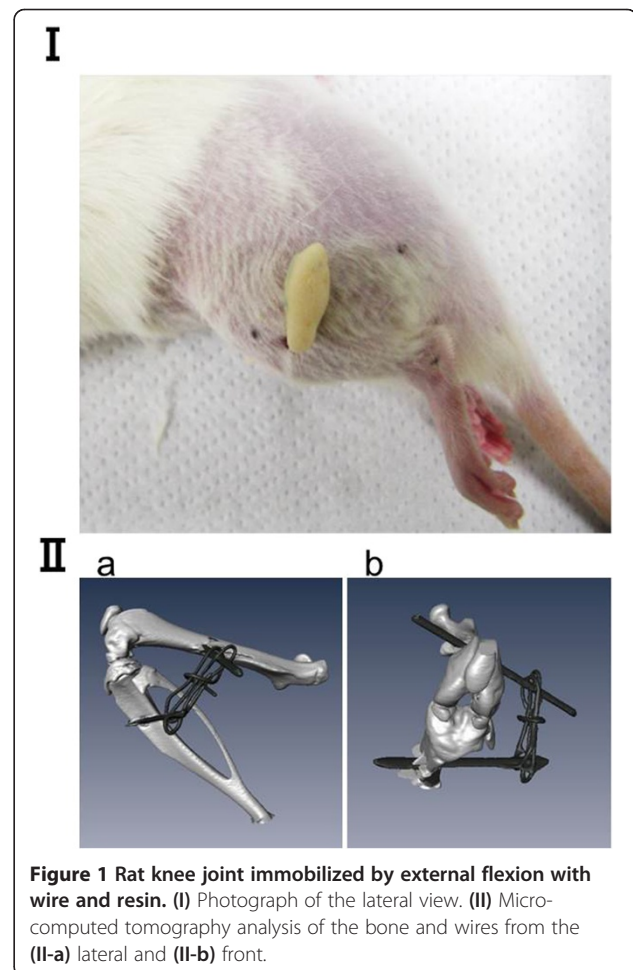 I
II
a
b
Figure 1 Rat knee joint immobilized by external flexion with
wire and resin. (I) Photograph of the lateral view. (II) Micro-
computed tomography analysis of the bone and wires from the
(II-a) lateral and (II-b) front.